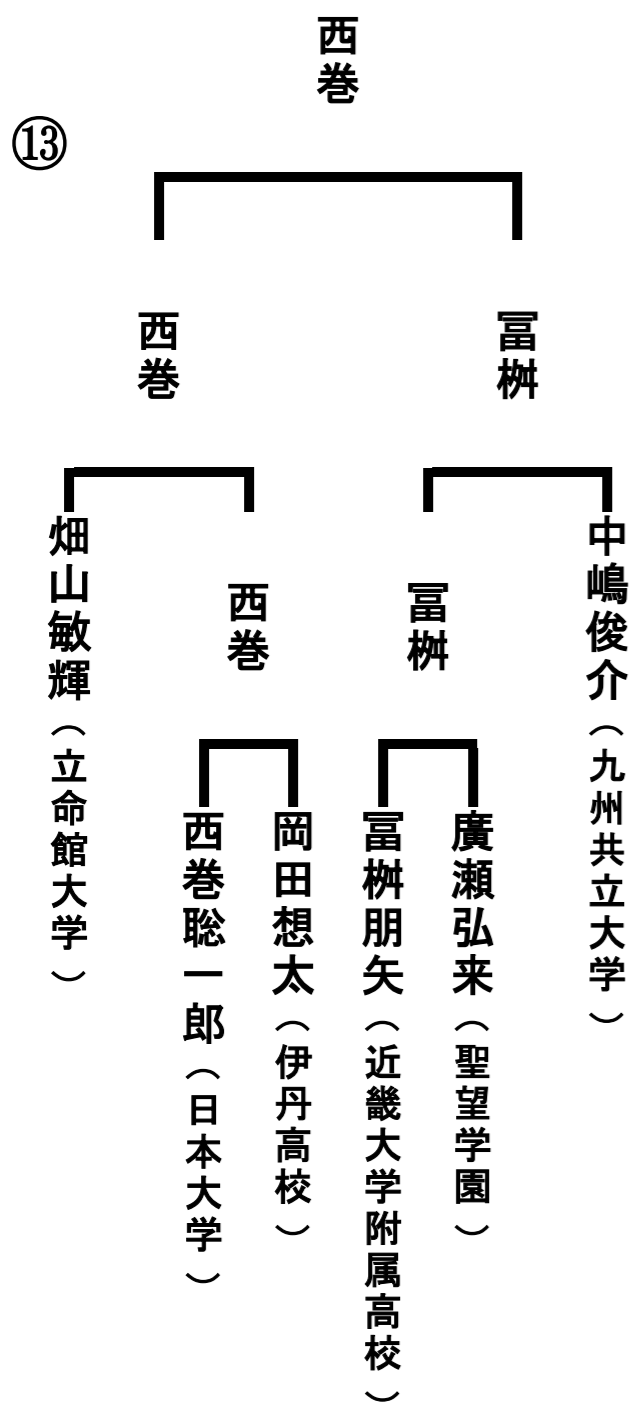 西巻
⑬
西巻
冨桝
畑山敏輝（立命館大学）
西巻
冨桝
中嶋俊介（九州共立大学）
西巻聡一郎（日本大学）
岡田想太（伊丹高校）
冨桝朋矢（近畿大学附属高校）
廣瀬弘来（聖望学園）